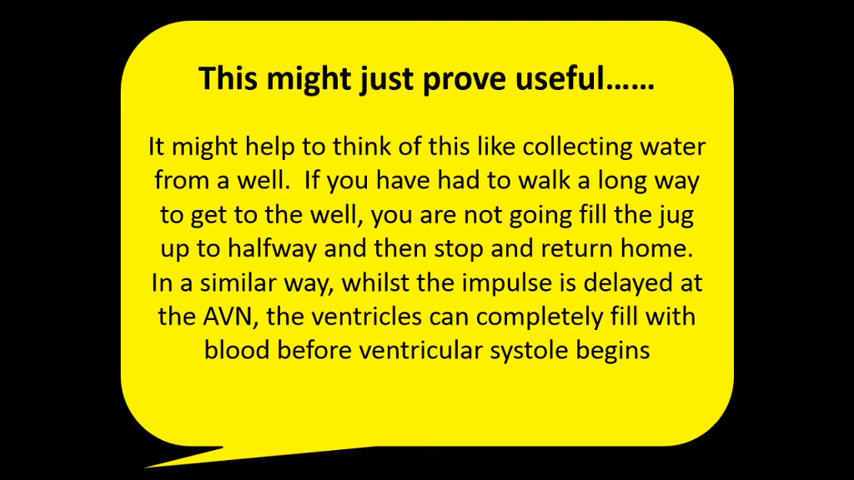 This might just prove useful……
It might help to think of this like collecting water
from a well.  If you have had to walk a long way
to get to the well, you are not going fill the jug
up to halfway and then stop and return home.
In a similar way, whilst the impulse is delayed at
the AVN, the ventricles can completely fill with
blood before ventricular systole begins